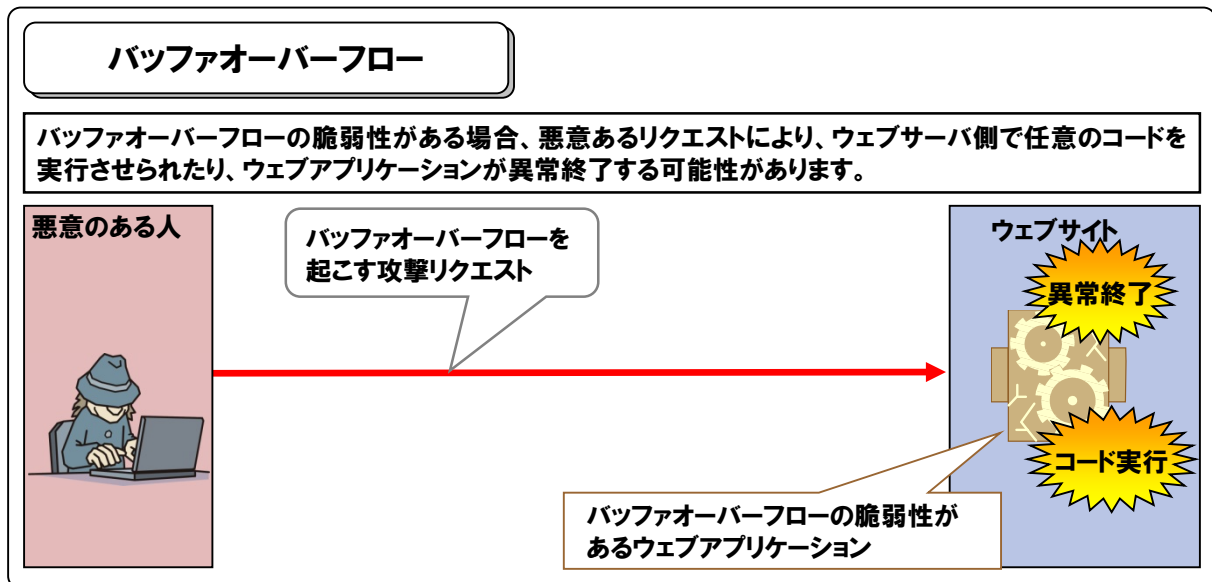 バッファオーバーフロー
バッファオーバーフローの脆弱性がある場合、悪意あるリクエストにより、ウェブサーバ側で任意のコードを
実行させられたり、ウェブアプリケーションが異常終了する可能性があります。
悪意のある人
バッファオーバーフローを
起こす攻撃リクエスト
ウェブサイト
異常終了
コード実行
バッファオーバーフローの脆弱性が
あるウェブアプリケーション